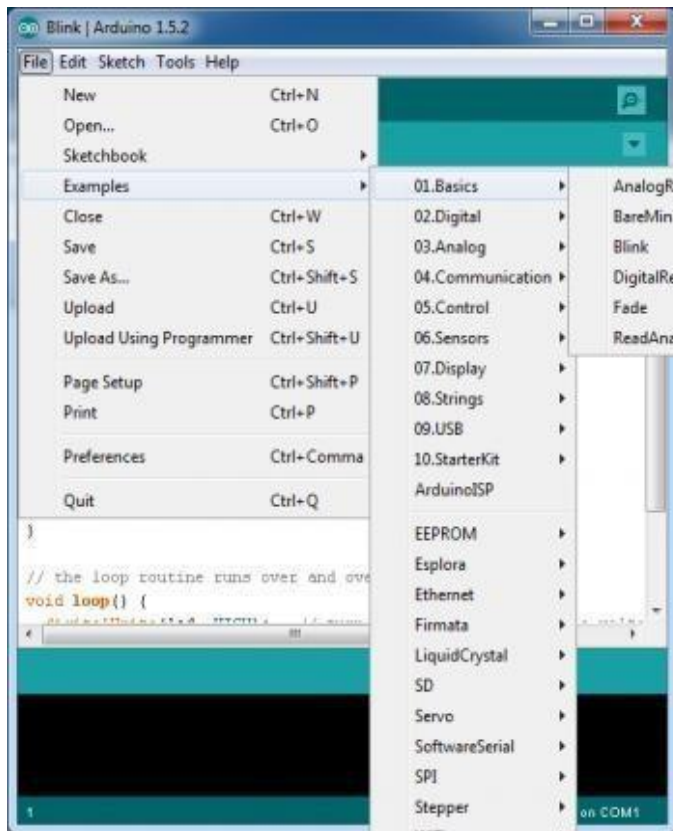 Blink | Arduino 1.5.2
File Edit Sketch Tools Help
New Ctrl+N
Open... Ctrl+O
Sketchbook
Examples
Close Ctrl+W
Save Ctrl+S
Save As... Ctrl+Shift+S
Upload Ctrl+U
Upload Using Programmer Ctrl+Shift+U
Page Setup Ctrl+Shift+P
Print Ctrl+P
Preferences Ctrl+Comma
Quit Ctrl+Q
01.Basics
02.Digital
03.Analog
04.Communication
05.Control
06.Sensors
07.Display
08.Strings
09.USB
10.StarterKit
ArduinoISP
EEPROM
Esplora
Ethernet
Firmata
LiquidCrystal
SD
Servo
SoftwareSerial
SPI
Stepper
AnalogR
BareMin
Blink
DigitalRe
Fade
ReadAna
}
// the loop routine runs over and ove
void loop() {
1 on COM1